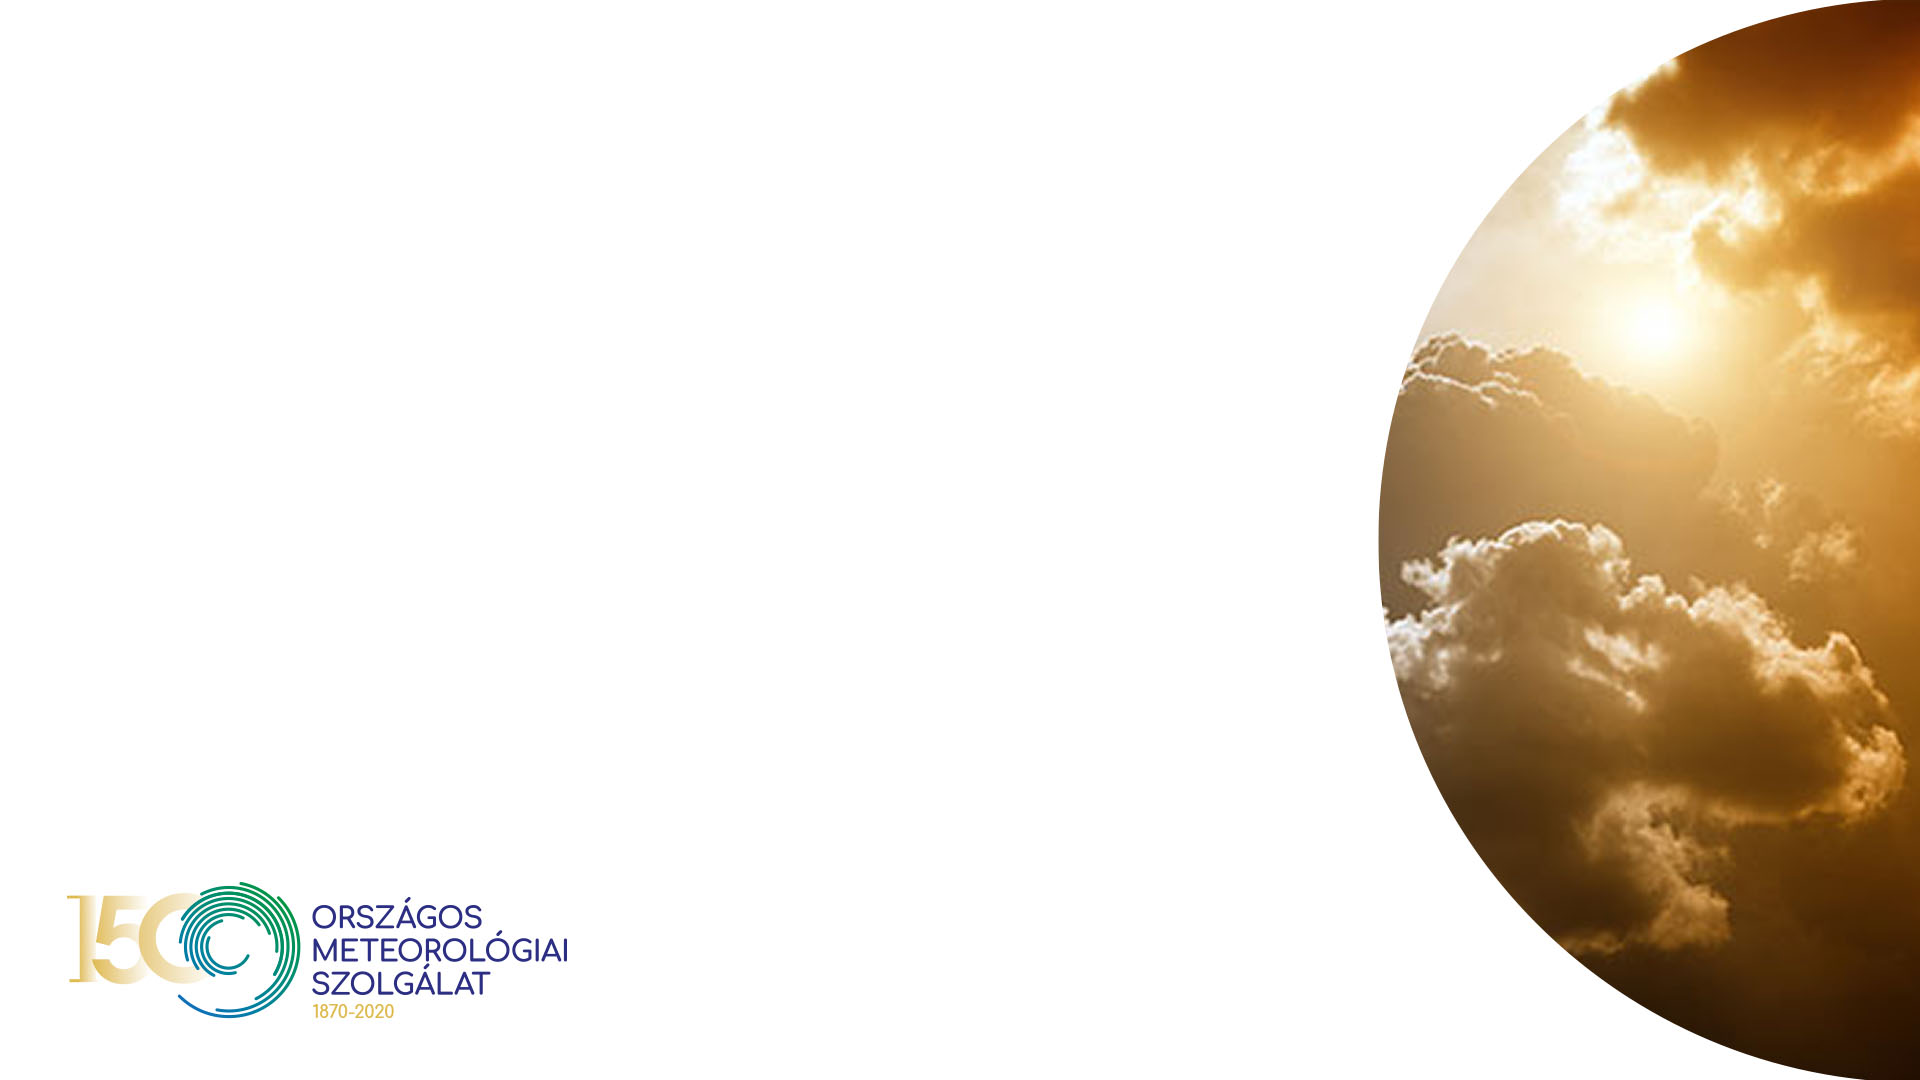 150
ORSZÁGOS
METEOROLÓGIAI
SZOLGÁLAT
1870-2020